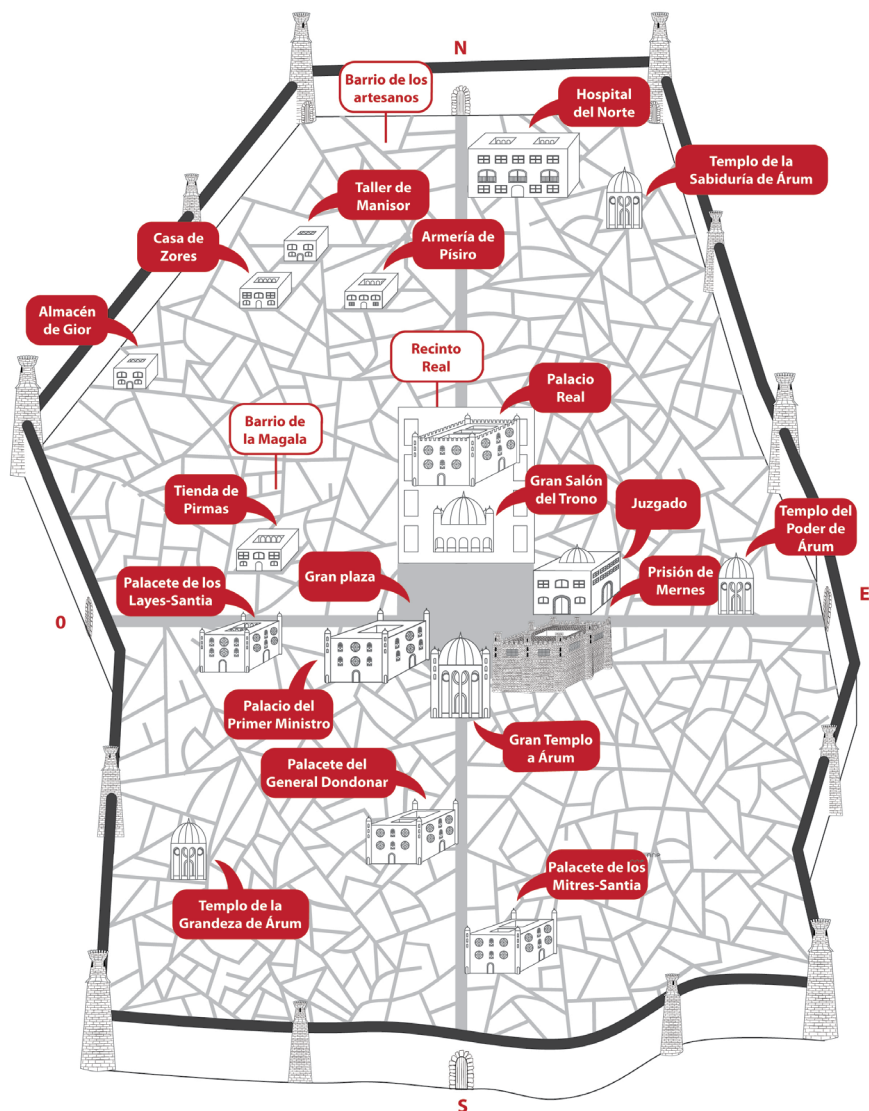 N
Barrio de los
artesanos
Hospital
del Norte
Templo de la
Sabiduría de Árum
Taller de
Manisor
Casa de
Zores
Armería de
Písiro
Almacén
de Gior
Recinto
Real
Palacio
Real
Barrio de
la Magala
Gran Salón
del Trono
Tienda de
Pirmas
Juzgado
Templo del
Poder de
Árum
Gran plaza
Prisión de
Mernes
Palacete de los
Layes-Santia
E
0
Palacio del
Primer Ministro
Gran Templo
a Árum
Palacete del
General Dondonar
Palacete de los
Mitres-Santia
Templo de la
Grandeza de Árum
S